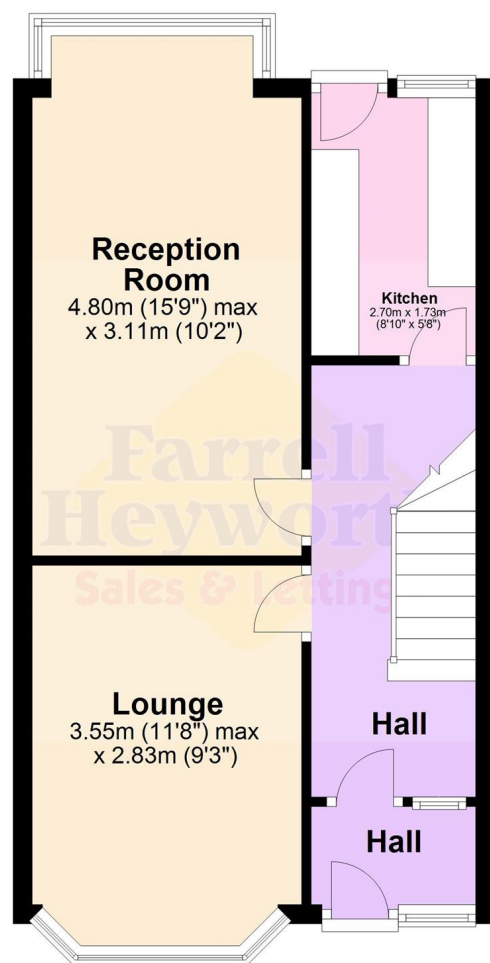 Reception
Room
4.80m (15'9") max
x 3.11m (10'2")
Kitchen
2.70m x 1.73m
(8'10" x 5'8")
Farrell
Heyworth
Sales & Letting
Lounge
3.55m (11'8") max
x 2.83m (9'3")
Hall
Hall